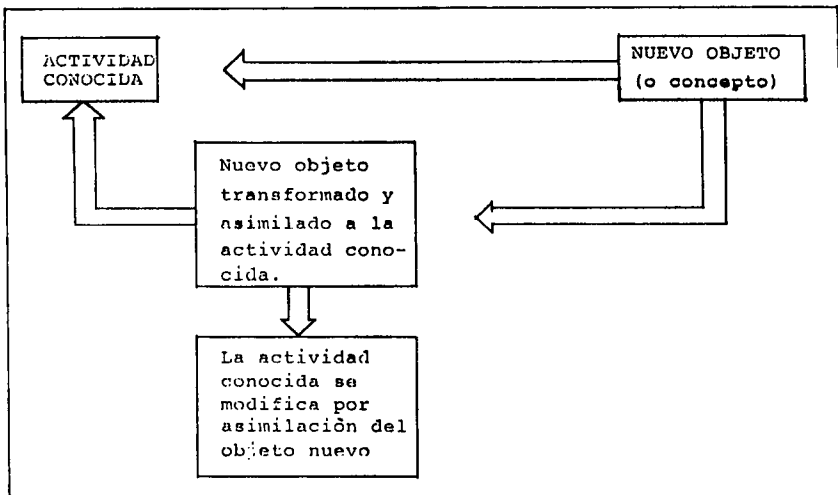 ACTIVIDAD
CONOCIDA
NUEVO OBJETO
(o concepto)
Nuevo objeto
transformado y
asimilado a la
actividad cono-
cida.
La actividad
conocida se
modifica por
asimilaciòn del
objeto nuevo